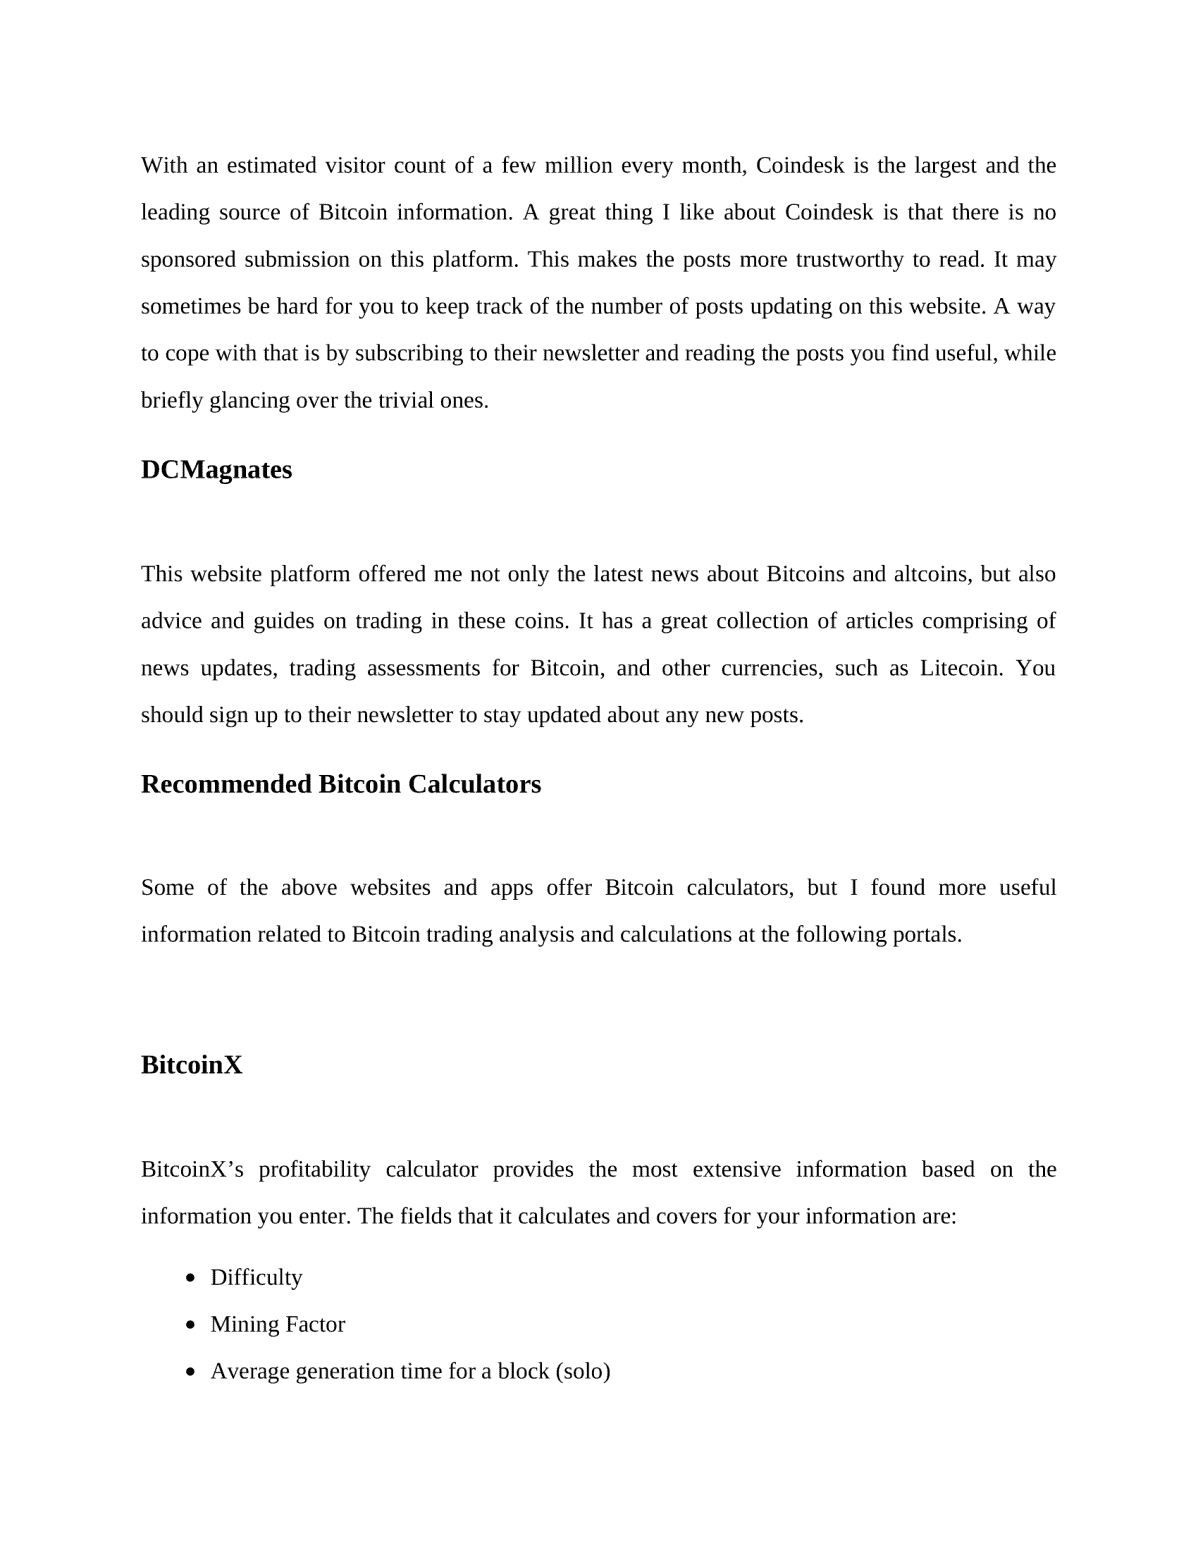 With an estimated visitor count of a few million every month, Coindesk is the largest and the
leading source of Bitcoin information. A great thing I like about Coindesk is that there is no
sponsored submission on this platform. This makes the posts more trustworthy to read. It may
sometimes be hard for you to keep track of the number of posts updating on this website. A way
to cope with that is by subscribing to their newsletter and reading the posts you find useful, while
briefly glancing over the trivial ones.
DCMagnates
This website platform offered me not only the latest news about Bitcoins and altcoins, but also
advice and guides on trading in these coins. It has a great collection of articles comprising of
news updates, trading assessments for Bitcoin, and other currencies, such as Litecoin. You
should sign up to their newsletter to stay updated about any new posts.
Recommended Bitcoin Calculators
Some of the above websites and apps offer Bitcoin calculators, but I found more useful
information related to Bitcoin trading analysis and calculations at the following portals.
BitcoinX
BitcoinX’s profitability calculator provides the most extensive information based on the
information you enter. The fields that it calculates and covers for your information are:
• Difficulty
• Mining Factor
• Average generation time for a block (solo)